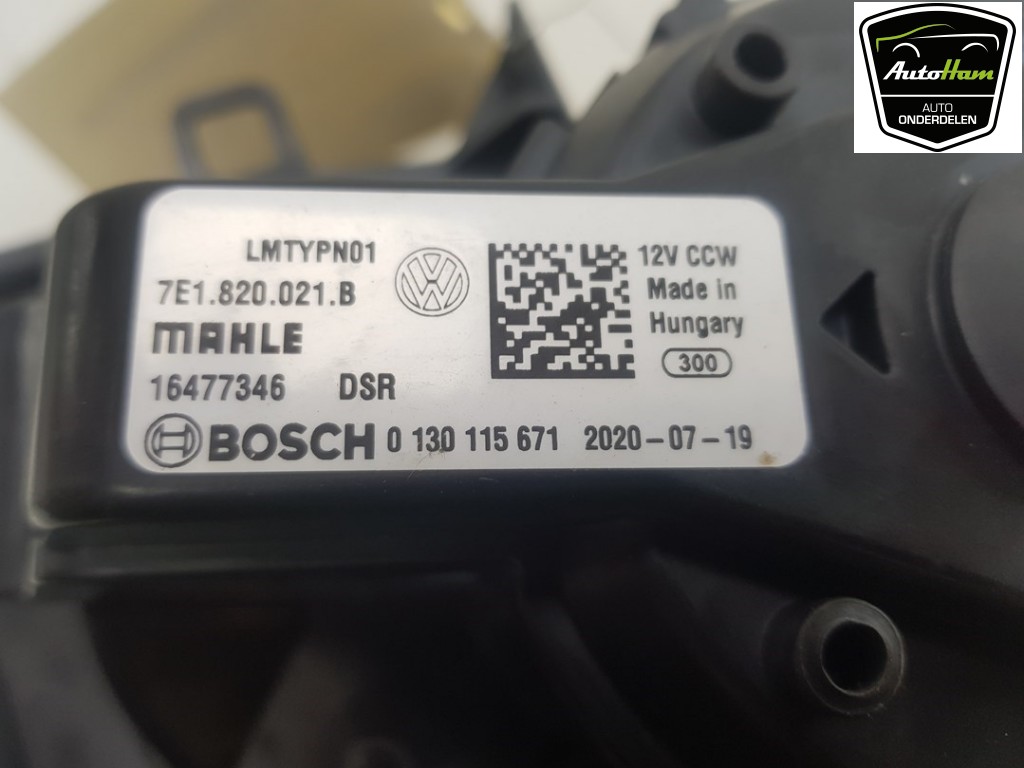 AutoHam
AUTO
ONDERDELEN
LMTYPN01
7E1.820.021.B
MAHLE
16477346 DSR
BOSCH 0 130 115 671 2020-07-19
12V CCW
Made in
Hungary
300